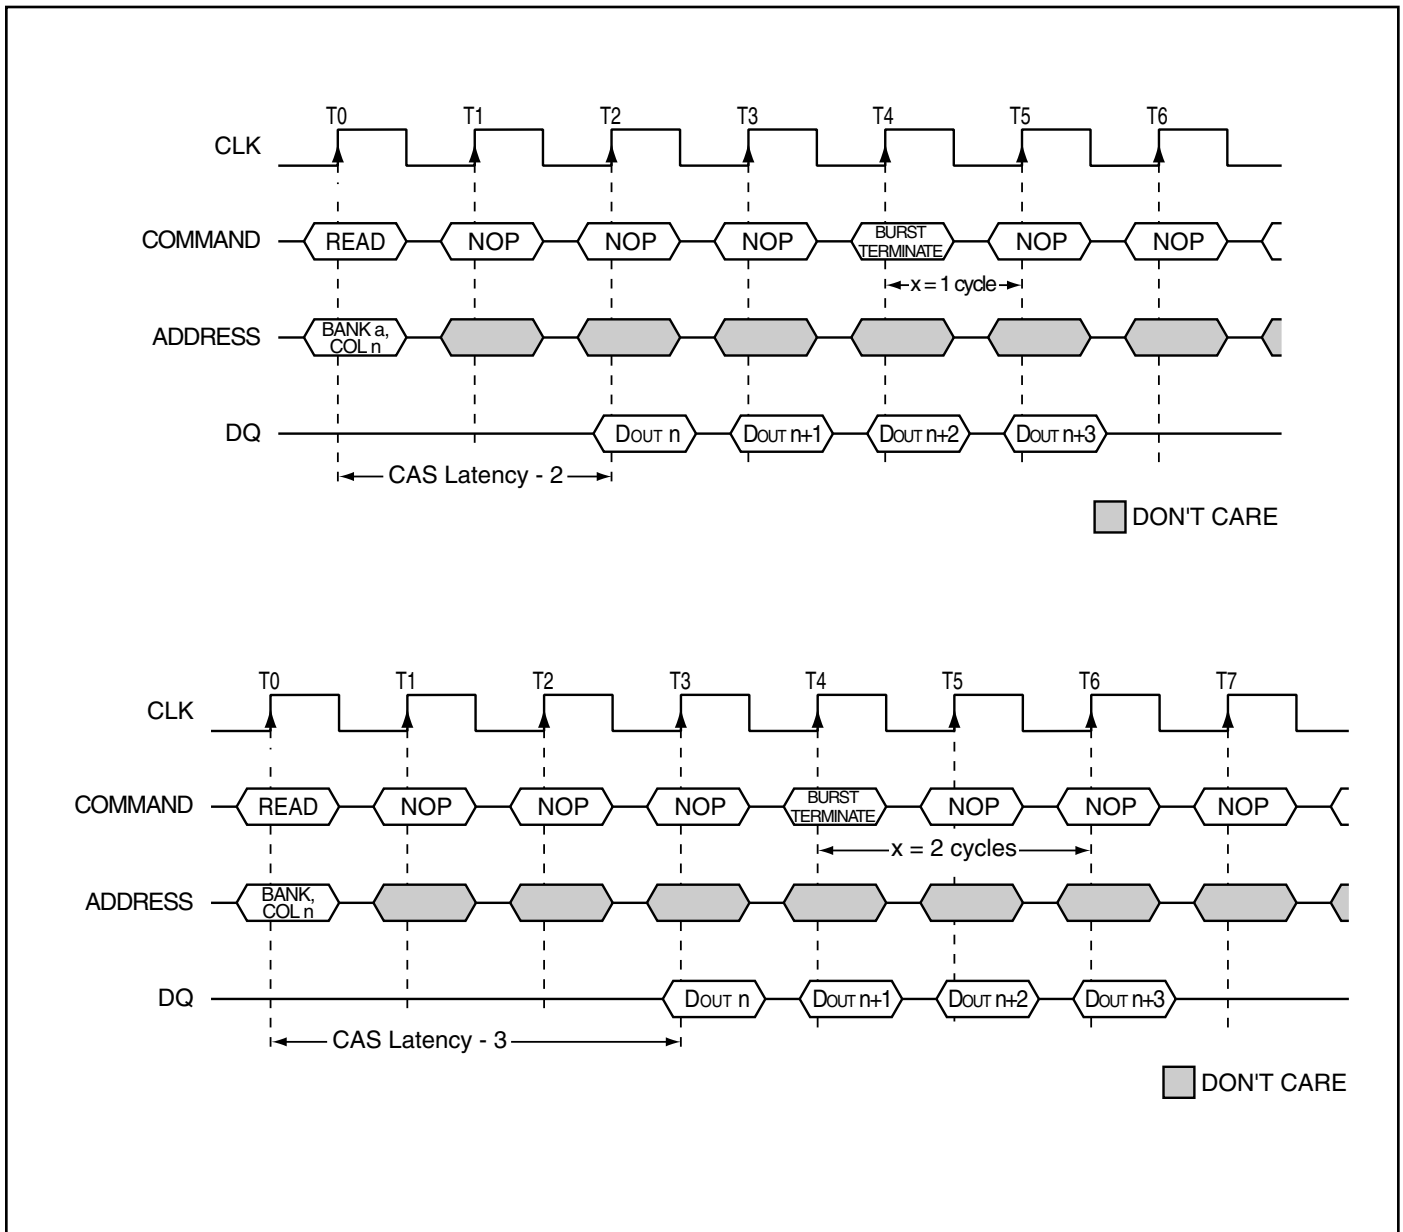 T0 T1 T2 T3 T4 T5 T6
CLK
COMMAND READ NOP NOP NOP BURST TERMINATE NOP NOP
x = 1 cycle
ADDRESS BANK a, COL n
DQ DOUT n DOUT n+1 DOUT n+2 DOUT n+3
CAS Latency - 2
DON'T CARE
T0 T1 T2 T3 T4 T5 T6 T7
CLK
COMMAND READ NOP NOP NOP BURST TERMINATE NOP NOP NOP
x = 2 cycles
ADDRESS BANK, COL n
DQ DOUT n DOUT n+1 DOUT n+2 DOUT n+3
CAS Latency - 3
DON'T CARE